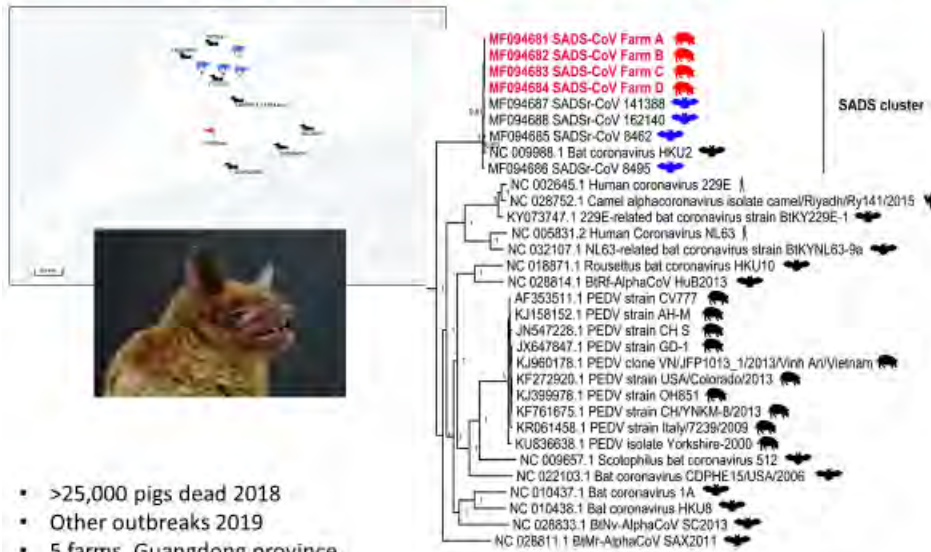 MF094681 SADS-CoV Farm A
MF094682 SADS-CoV Farm B
MF094683 SADS-CoV Farm C
MF094684 SADS-CoV Farm D
MF094687 SADSr-CoV 141388
MF094688 SADSr-CoV 162140
MF094685 SADSr-CoV 8462
NC 009988.1 Bat coronavirus HKU2
MF094686 SADSr-CoV 8495
SADS cluster
NC 002645.1 Human coronavirus 229E
NC 028752.1 Camel alphacoronavirus isolate camel/Riyadh/Ry141/2015
KY073747.1 229E-related bat coronavirus strain BtKY229E-1
NC 005831.2 Human Coronavirus NL63
NC 032107.1 NL63-related bat coronavirus strain BtKYNL63-9a
NC 018871.1 Rousettus bat coronavirus HKU10
NC 028814.1 BtRf-AlphaCoV HuB2013
AF353511.1 PEDV strain CV777
KJ158152.1 PEDV strain AH-M
JN547228.1 PEDV strain CH S
JX647847.1 PEDV strain GD-1
KJ960178.1 PEDV clone VN/JFP1013_1/2013/Vinh An/Vietnam
KF272920.1 PEDV strain USA/Colorado/2013
KJ399978.1 PEDV strain OH851
KF761675.1 PEDV strain CH/YNKM-8/2013
KR061458.1 PEDV strain Italy/7239/2009
KU836638.1 PEDV isolate Yorkshire-2000
NC 009657.1 Scotophilus bat coronavirus 512
NC 022103.1 Bat coronavirus CDPHE15/USA/2006
NC 010437.1 Bat coronavirus 1A
NC 010438.1 Bat coronavirus HKU8
NC 028833.1 BtNv-AlphaCoV SC2013
NC 028811.1 BtMr-AlphaCoV SAX2011
• >25,000 pigs dead 2018
• Other outbreaks 2019
• 5 farms, Guangdong province